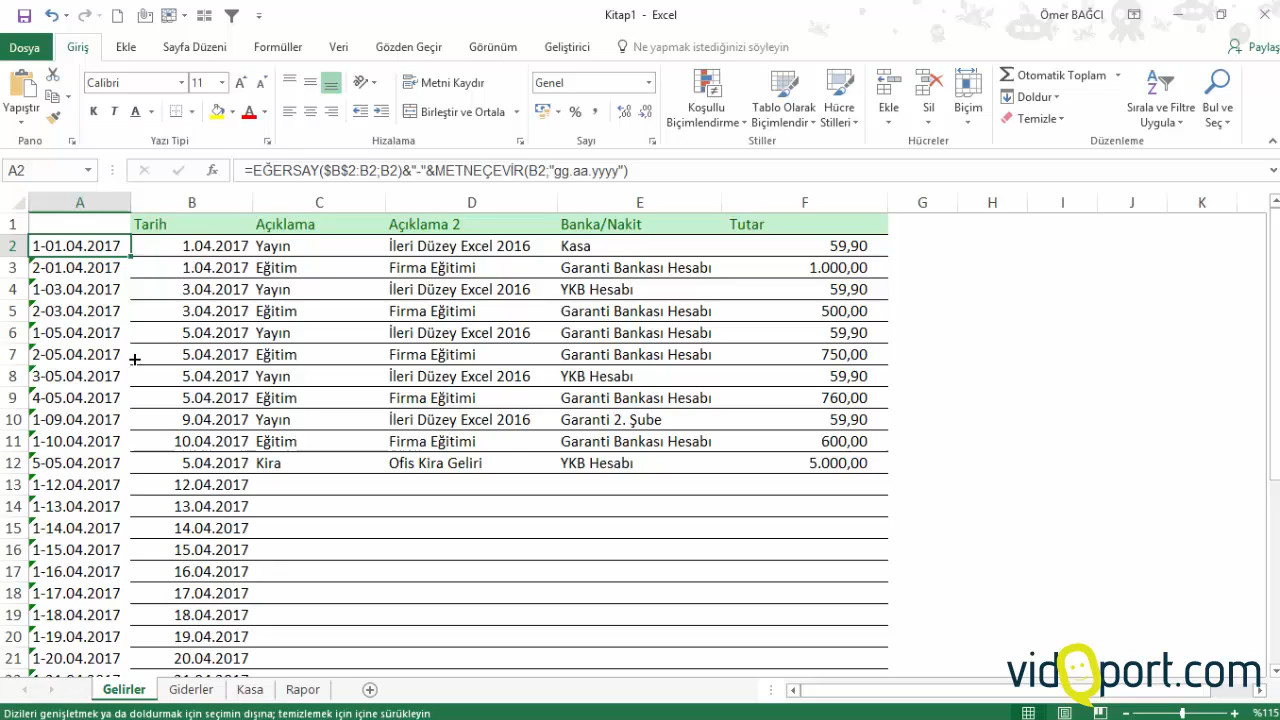 Kitap1 - Excel
Ömer BAĞCI
Dosya Giriş Ekle Sayfa Düzeni Formüller Veri Gözden Geçir Görünüm Geliştirici Ne yapmak istediğinizi söyleyin Paylaş
Yapıştır
Calibri 11
K T A
Metni Kaydır
Birleştir ve Ortala
Genel
Koşullu Biçimlendirme
Tablo Olarak Biçimlendir
Hücre Stilleri
Ekle Sil Biçim
Otomatik Toplam
Doldur
Temizle
Sırala ve Filtre Uygula
Bul ve Seç
Pano Yazı Tipi Hizalama Sayı Stiller Hücreler Düzenleme
A2 fx =EĞERSAY($B$2:B2;B2)&"-"&METNEÇEVİR(B2;"gg.aa.yyyy")
A B C D E F G H I J K
1 Tarih Açıklama Açıklama 2 Banka/Nakit Tutar
2 1-01.04.2017 1.04.2017 Yayın İleri Düzey Excel 2016 Kasa 59,90
3 2-01.04.2017 1.04.2017 Eğitim Firma Eğitimi Garanti Bankası Hesabı 1.000,00
4 1-03.04.2017 3.04.2017 Yayın İleri Düzey Excel 2016 YKB Hesabı 59,90
5 2-03.04.2017 3.04.2017 Eğitim Firma Eğitimi Garanti Bankası Hesabı 500,00
6 1-05.04.2017 5.04.2017 Yayın İleri Düzey Excel 2016 Garanti Bankası Hesabı 59,90
7 2-05.04.2017 5.04.2017 Eğitim Firma Eğitimi Garanti Bankası Hesabı 750,00
8 3-05.04.2017 5.04.2017 Yayın İleri Düzey Excel 2016 YKB Hesabı 59,90
9 4-05.04.2017 5.04.2017 Eğitim Firma Eğitimi Garanti Bankası Hesabı 760,00
10 1-09.04.2017 9.04.2017 Yayın İleri Düzey Excel 2016 Garanti 2. Şube 59,90
11 1-10.04.2017 10.04.2017 Eğitim Firma Eğitimi Garanti Bankası Hesabı 600,00
12 5-05.04.2017 5.04.2017 Kira Ofis Kira Geliri YKB Hesabı 5.000,00
13 1-12.04.2017 12.04.2017
14 1-13.04.2017 13.04.2017
15 1-14.04.2017 14.04.2017
16 1-15.04.2017 15.04.2017
17 1-16.04.2017 16.04.2017
18 1-17.04.2017 17.04.2017
19 1-18.04.2017 18.04.2017
20 1-19.04.2017 19.04.2017
21 1-20.04.2017 20.04.2017
vidoport.com
Gelirler Giderler Kasa Rapor
Dizileri genişletmek ya da doldurmak için seçimin dışına; temizlemek için içine sürükleyin
%115